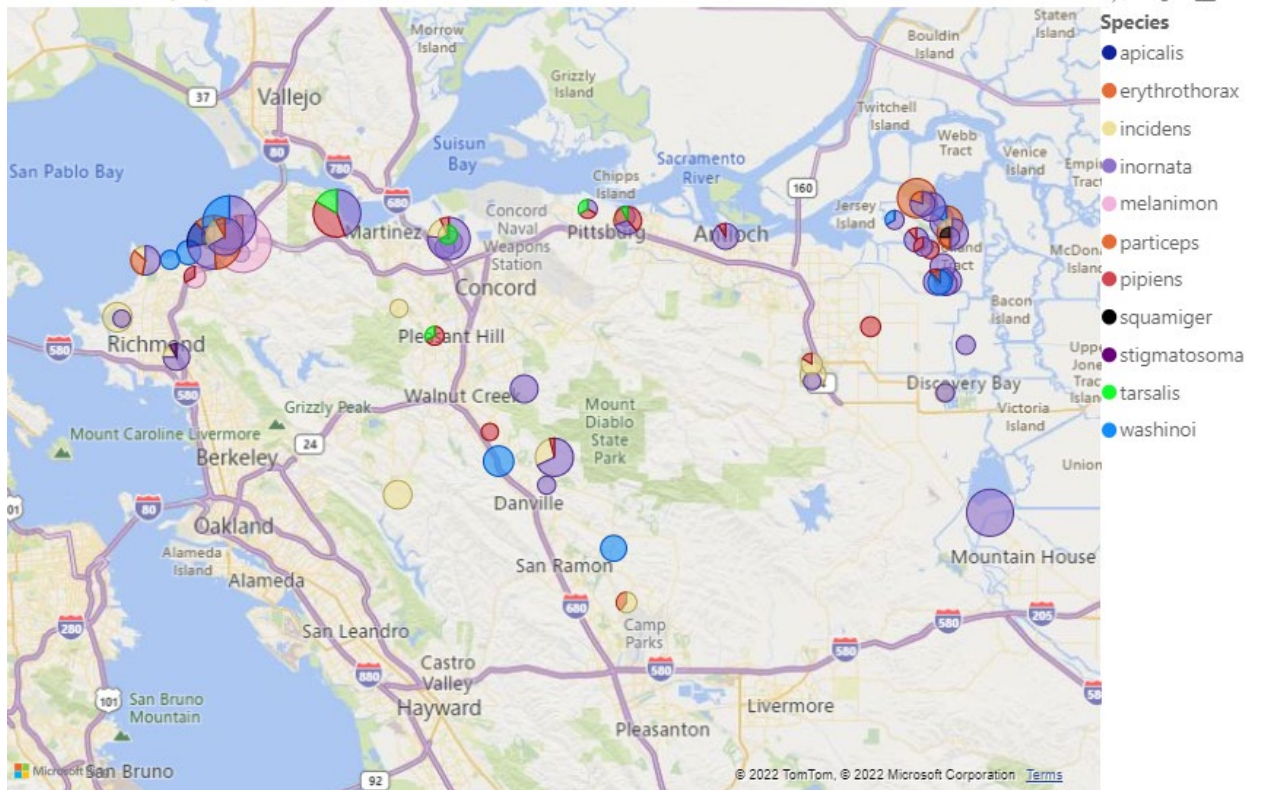 Morrow
Island
Staten
Island
Bouldin
Island
Grizzly
Island
37
Vallejo
Twitchell
Island
80
780
Suisun
Bay
Webb
Tract
Venice
Island
San Pablo Bay
Sacramento
River
Chipps
Island
160
680
Jersey
Island
Martinez
Concord
Naval
Weapons
Station
Pittsburg
Tract
Concord
Bacon
Island
Richmond
580
Discovery Bay
Walnut Creek
580
Grizzly Peak
Mount
Diablo
State
Park
Victoria
Island
Mount Caroline Livermore
24
Berkeley
Union
Danville
80
Oakland
Alameda
Island
Alameda
San Ramon
Mountain House
680
Camp
Parks
280
San Leandro
580
205
580
Castro
Valley
880
580
Hayward
101
San Bruno
Mountain
Livermore
Pleasanton
San Bruno
92
© 2022 TomTom, © 2022 Microsoft Corporation Terms
Species
apicalis
erythrothorax
incidens
inornata
melanimon
particeps
pipiens
squamiger
stigmatosoma
tarsalis
washinoi